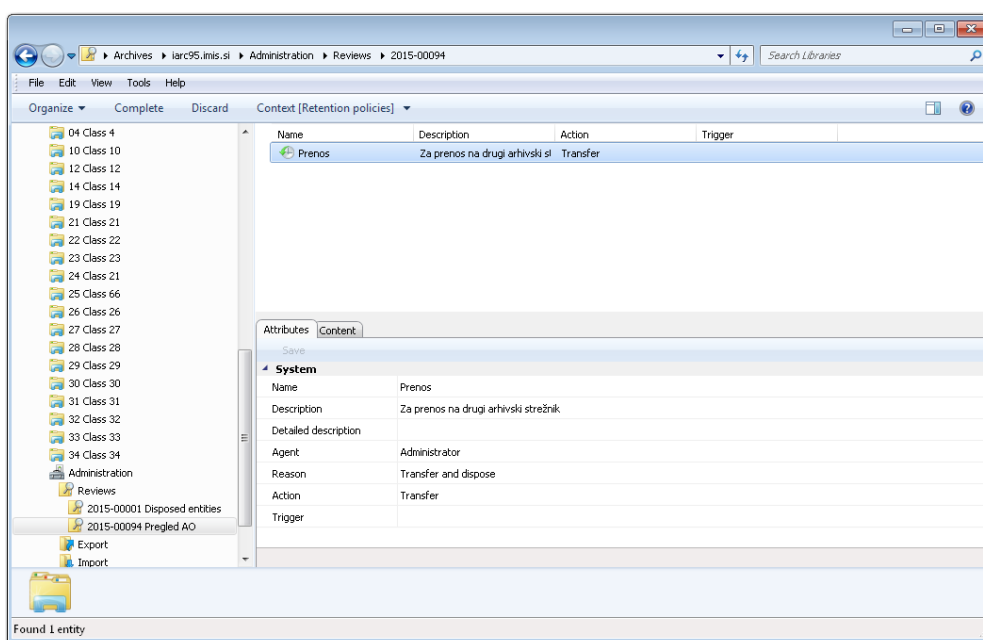 Archives iarc95.imis.si Administration Reviews 2015-00094
Search Libraries
File Edit View Tools Help
Organize Complete Discard Context [Retention policies]
04 Class 4
10 Class 10
12 Class 12
14 Class 14
19 Class 19
21 Class 21
22 Class 22
23 Class 23
24 Class 21
25 Class 66
26 Class 26
27 Class 27
28 Class 28
29 Class 29
30 Class 30
31 Class 31
32 Class 32
33 Class 33
34 Class 34
Administration
Reviews
2015-00001 Disposed entities
2015-00094 Pregled AO
Export
Import
Name Description Action Trigger
Prenos Za prenos na drugi arhivski st Transfer
Attributes Content
Save
System
Name Prenos
Description Za prenos na drugi arhivski strežnik
Detailed description
Agent Administrator
Reason Transfer and dispose
Action Transfer
Trigger
Found 1 entity